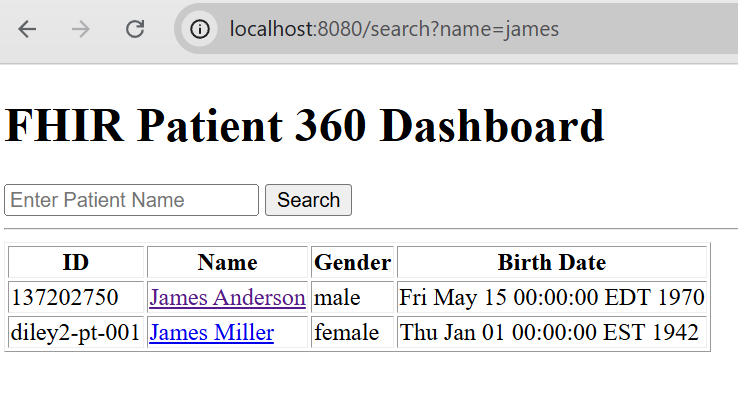 localhost:8080/search?name=james
FHIR Patient 360 Dashboard
Enter Patient Name Search
ID Name Gender Birth Date
137202750 James Anderson male Fri May 15 00:00:00 EDT 1970
diley2-pt-001 James Miller female Thu Jan 01 00:00:00 EST 1942